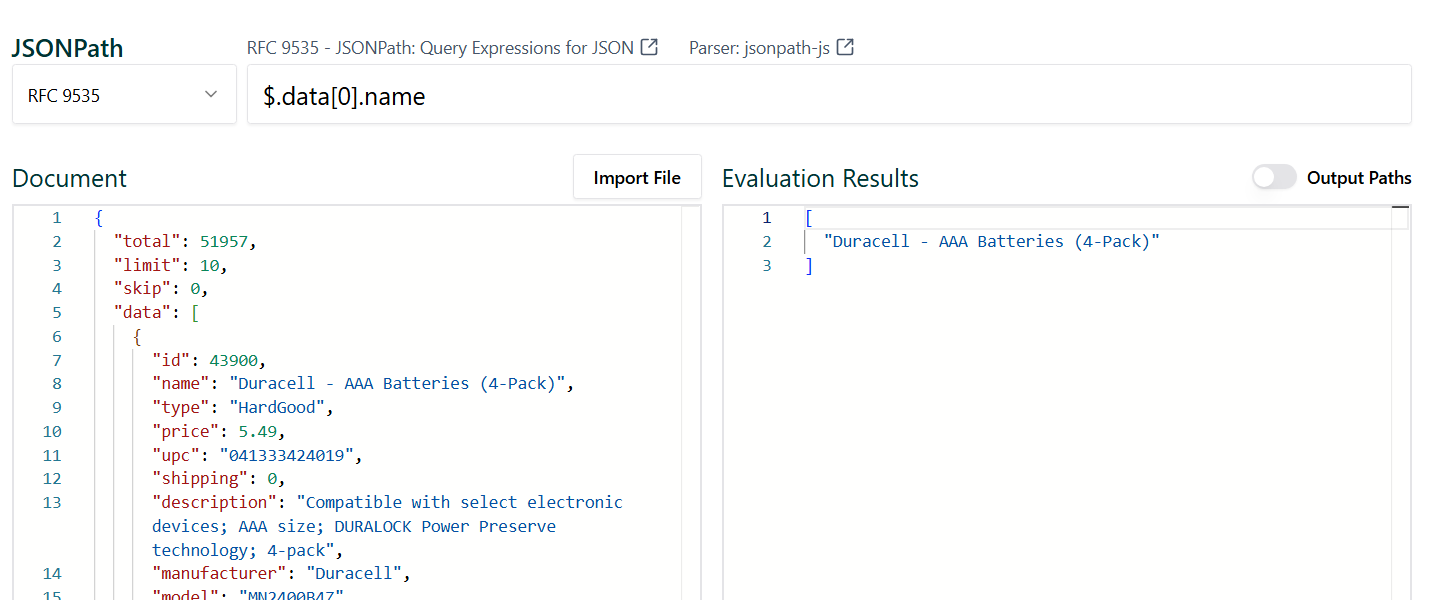 JSONPath
RFC 9535 - JSONPath: Query Expressions for JSON
Parser: jsonpath-js
RFC 9535
$.data[0].name
Document
Import File
1 {
2 "total": 51957,
3 "limit": 10,
4 "skip": 0,
5 "data": [
6 {
7 "id": 43900,
8 "name": "Duracell - AAA Batteries (4-Pack)",
9 "type": "HardGood",
10 "price": 5.49,
11 "upc": "041333424019",
12 "shipping": 0,
13 "description": "Compatible with select electronic
devices; AAA size; DURALOCK Power Preserve
technology; 4-pack",
14 "manufacturer": "Duracell",
15 "model": "MN2400B4Z"
Evaluation Results
Output Paths
1 [
2 "Duracell - AAA Batteries (4-Pack)"
3 ]